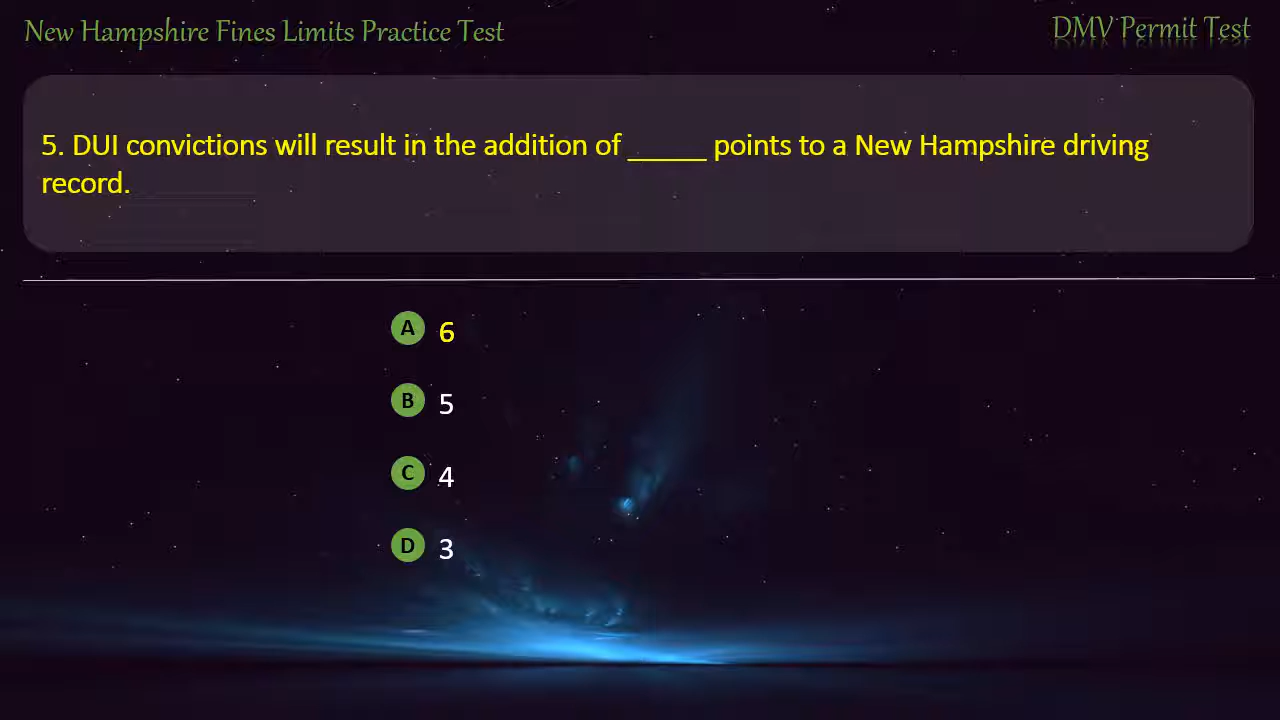 New Hampshire Fines Limits Practice Test
DMV Permit Test
5. DUI convictions will result in the addition of _____ points to a New Hampshire driving
record.
A 6
B 5
C 4
D 3